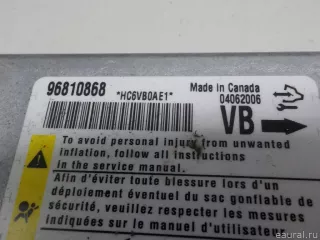 96810868 *HC6VB0AE1* Made in Canada
04062006
VB
To avoid personal injury from unwanted
inflation, follow all instructions
in the service manual.
Afin d'éviter toute blessure lors d'un
déploiement éventuel du sac gonflable de
sécurité, veuillez respecter les mesures
indiquées sur le manuel d'utilisateur
eaural.ru